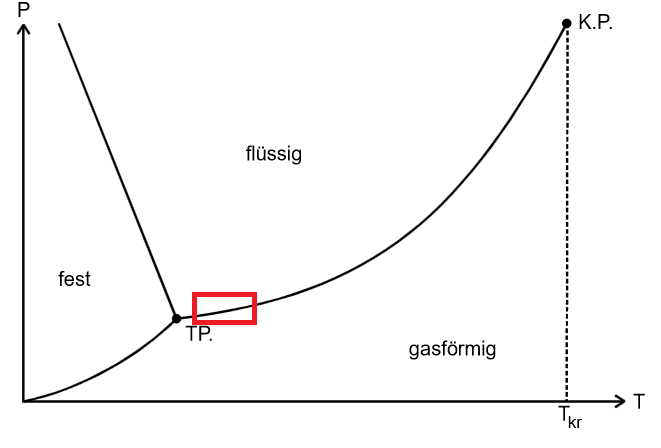 P
K.P.
flüssig
fest
TP.
gasförmig
T
Tkr